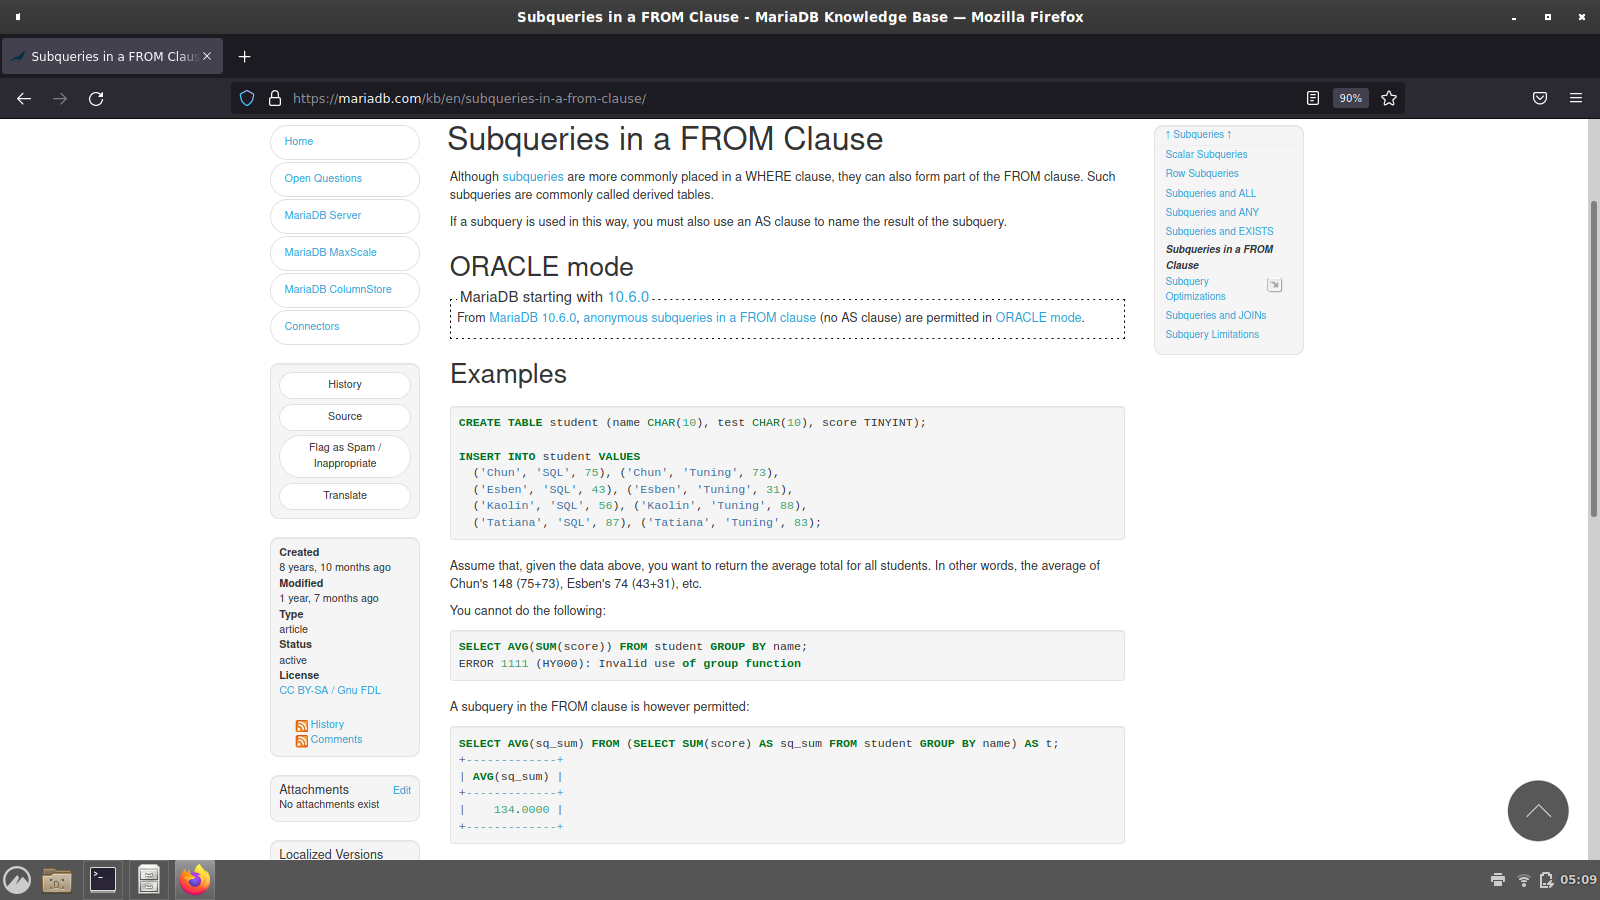 Subqueries in a FROM Clause - MariaDB Knowledge Base — Mozilla Firefox
Subqueries in a FROM Claus
https://mariadb.com/kb/en/subqueries-in-a-from-clause/
90%
Home
Open Questions
MariaDB Server
MariaDB MaxScale
MariaDB ColumnStore
Connectors
History
Source
Flag as Spam /
Inappropriate
Translate
Created
8 years, 10 months ago
Modified
1 year, 7 months ago
Type
article
Status
active
License
CC BY-SA / Gnu FDL
History
Comments
Attachments Edit
No attachments exist
Localized Versions
Subqueries in a FROM Clause
Although subqueries are more commonly placed in a WHERE clause, they can also form part of the FROM clause. Such
subqueries are commonly called derived tables.
If a subquery is used in this way, you must also use an AS clause to name the result of the subquery.
ORACLE mode
MariaDB starting with 10.6.0
From MariaDB 10.6.0, anonymous subqueries in a FROM clause (no AS clause) are permitted in ORACLE mode.
Examples
CREATE TABLE student (name CHAR(10), test CHAR(10), score TINYINT);
INSERT INTO student VALUES
('Chun', 'SQL', 75), ('Chun', 'Tuning', 73),
('Esben', 'SQL', 43), ('Esben', 'Tuning', 31),
('Kaolin', 'SQL', 56), ('Kaolin', 'Tuning', 88),
('Tatiana', 'SQL', 87), ('Tatiana', 'Tuning', 83);
Assume that, given the data above, you want to return the average total for all students. In other words, the average of
Chun's 148 (75+73), Esben's 74 (43+31), etc.
You cannot do the following:
SELECT AVG(SUM(score)) FROM student GROUP BY name;
ERROR 1111 (HY000): Invalid use of group function
A subquery in the FROM clause is however permitted:
SELECT AVG(sq_sum) FROM (SELECT SUM(score) AS sq_sum FROM student GROUP BY name) AS t;
+-------------+
| AVG(sq_sum) |
+-------------+
|    134.0000 |
+-------------+
↑ Subqueries ↑
Scalar Subqueries
Row Subqueries
Subqueries and ALL
Subqueries and ANY
Subqueries and EXISTS
Subqueries in a FROM
Clause
Subquery
Optimizations
Subqueries and JOINs
Subquery Limitations
05:09